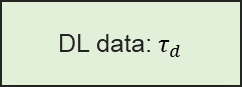 DL data: τ_d